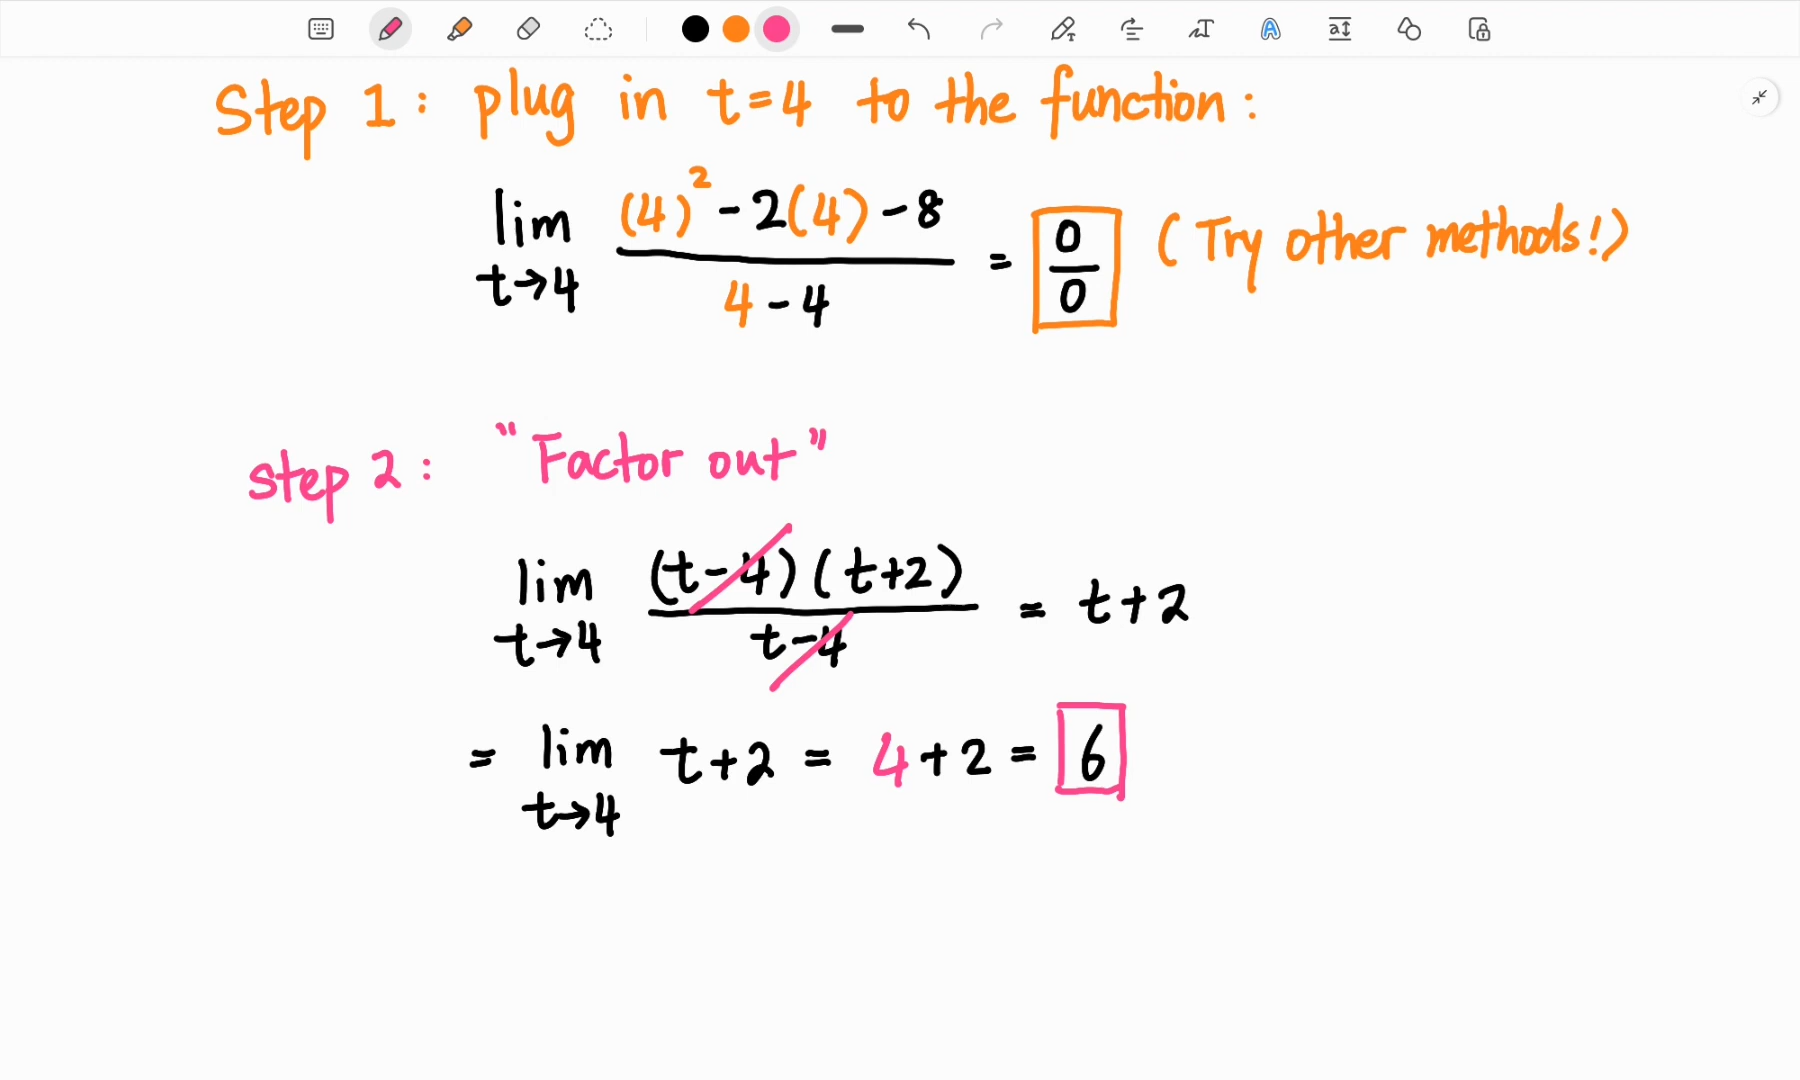 Step 1: plug in t=4 to the function:
lim t→4 ((4)² - 2(4) - 8)/(4 - 4) = 0/0 (Try other methods!)
step 2: "Factor out"
lim t→4 ((t-4)(t+2))/(t-4) = t+2
= lim t→4 t+2 = 4+2 = 6